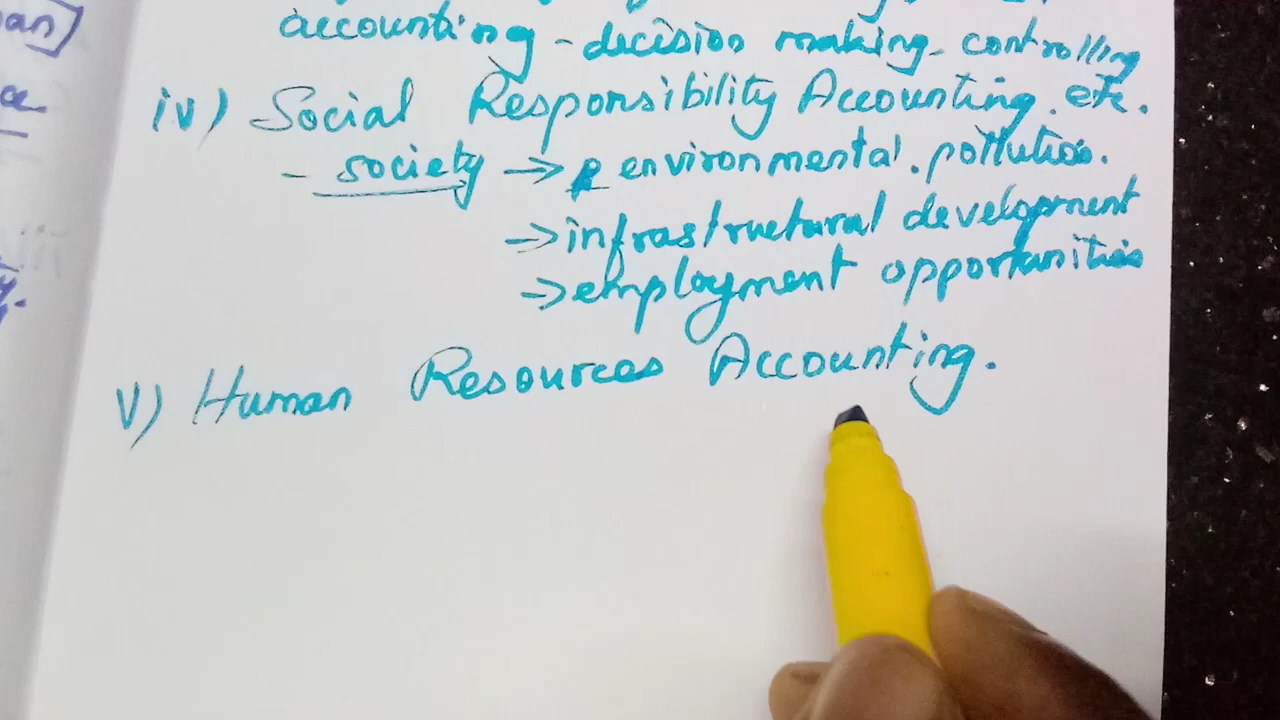 accounting - decision making - controlling
iv) Social Responsibility Accounting. etc.
- society → environmental. pollution.
→ infrastructural development
→ employment opportunities
v) Human Resources Accounting.